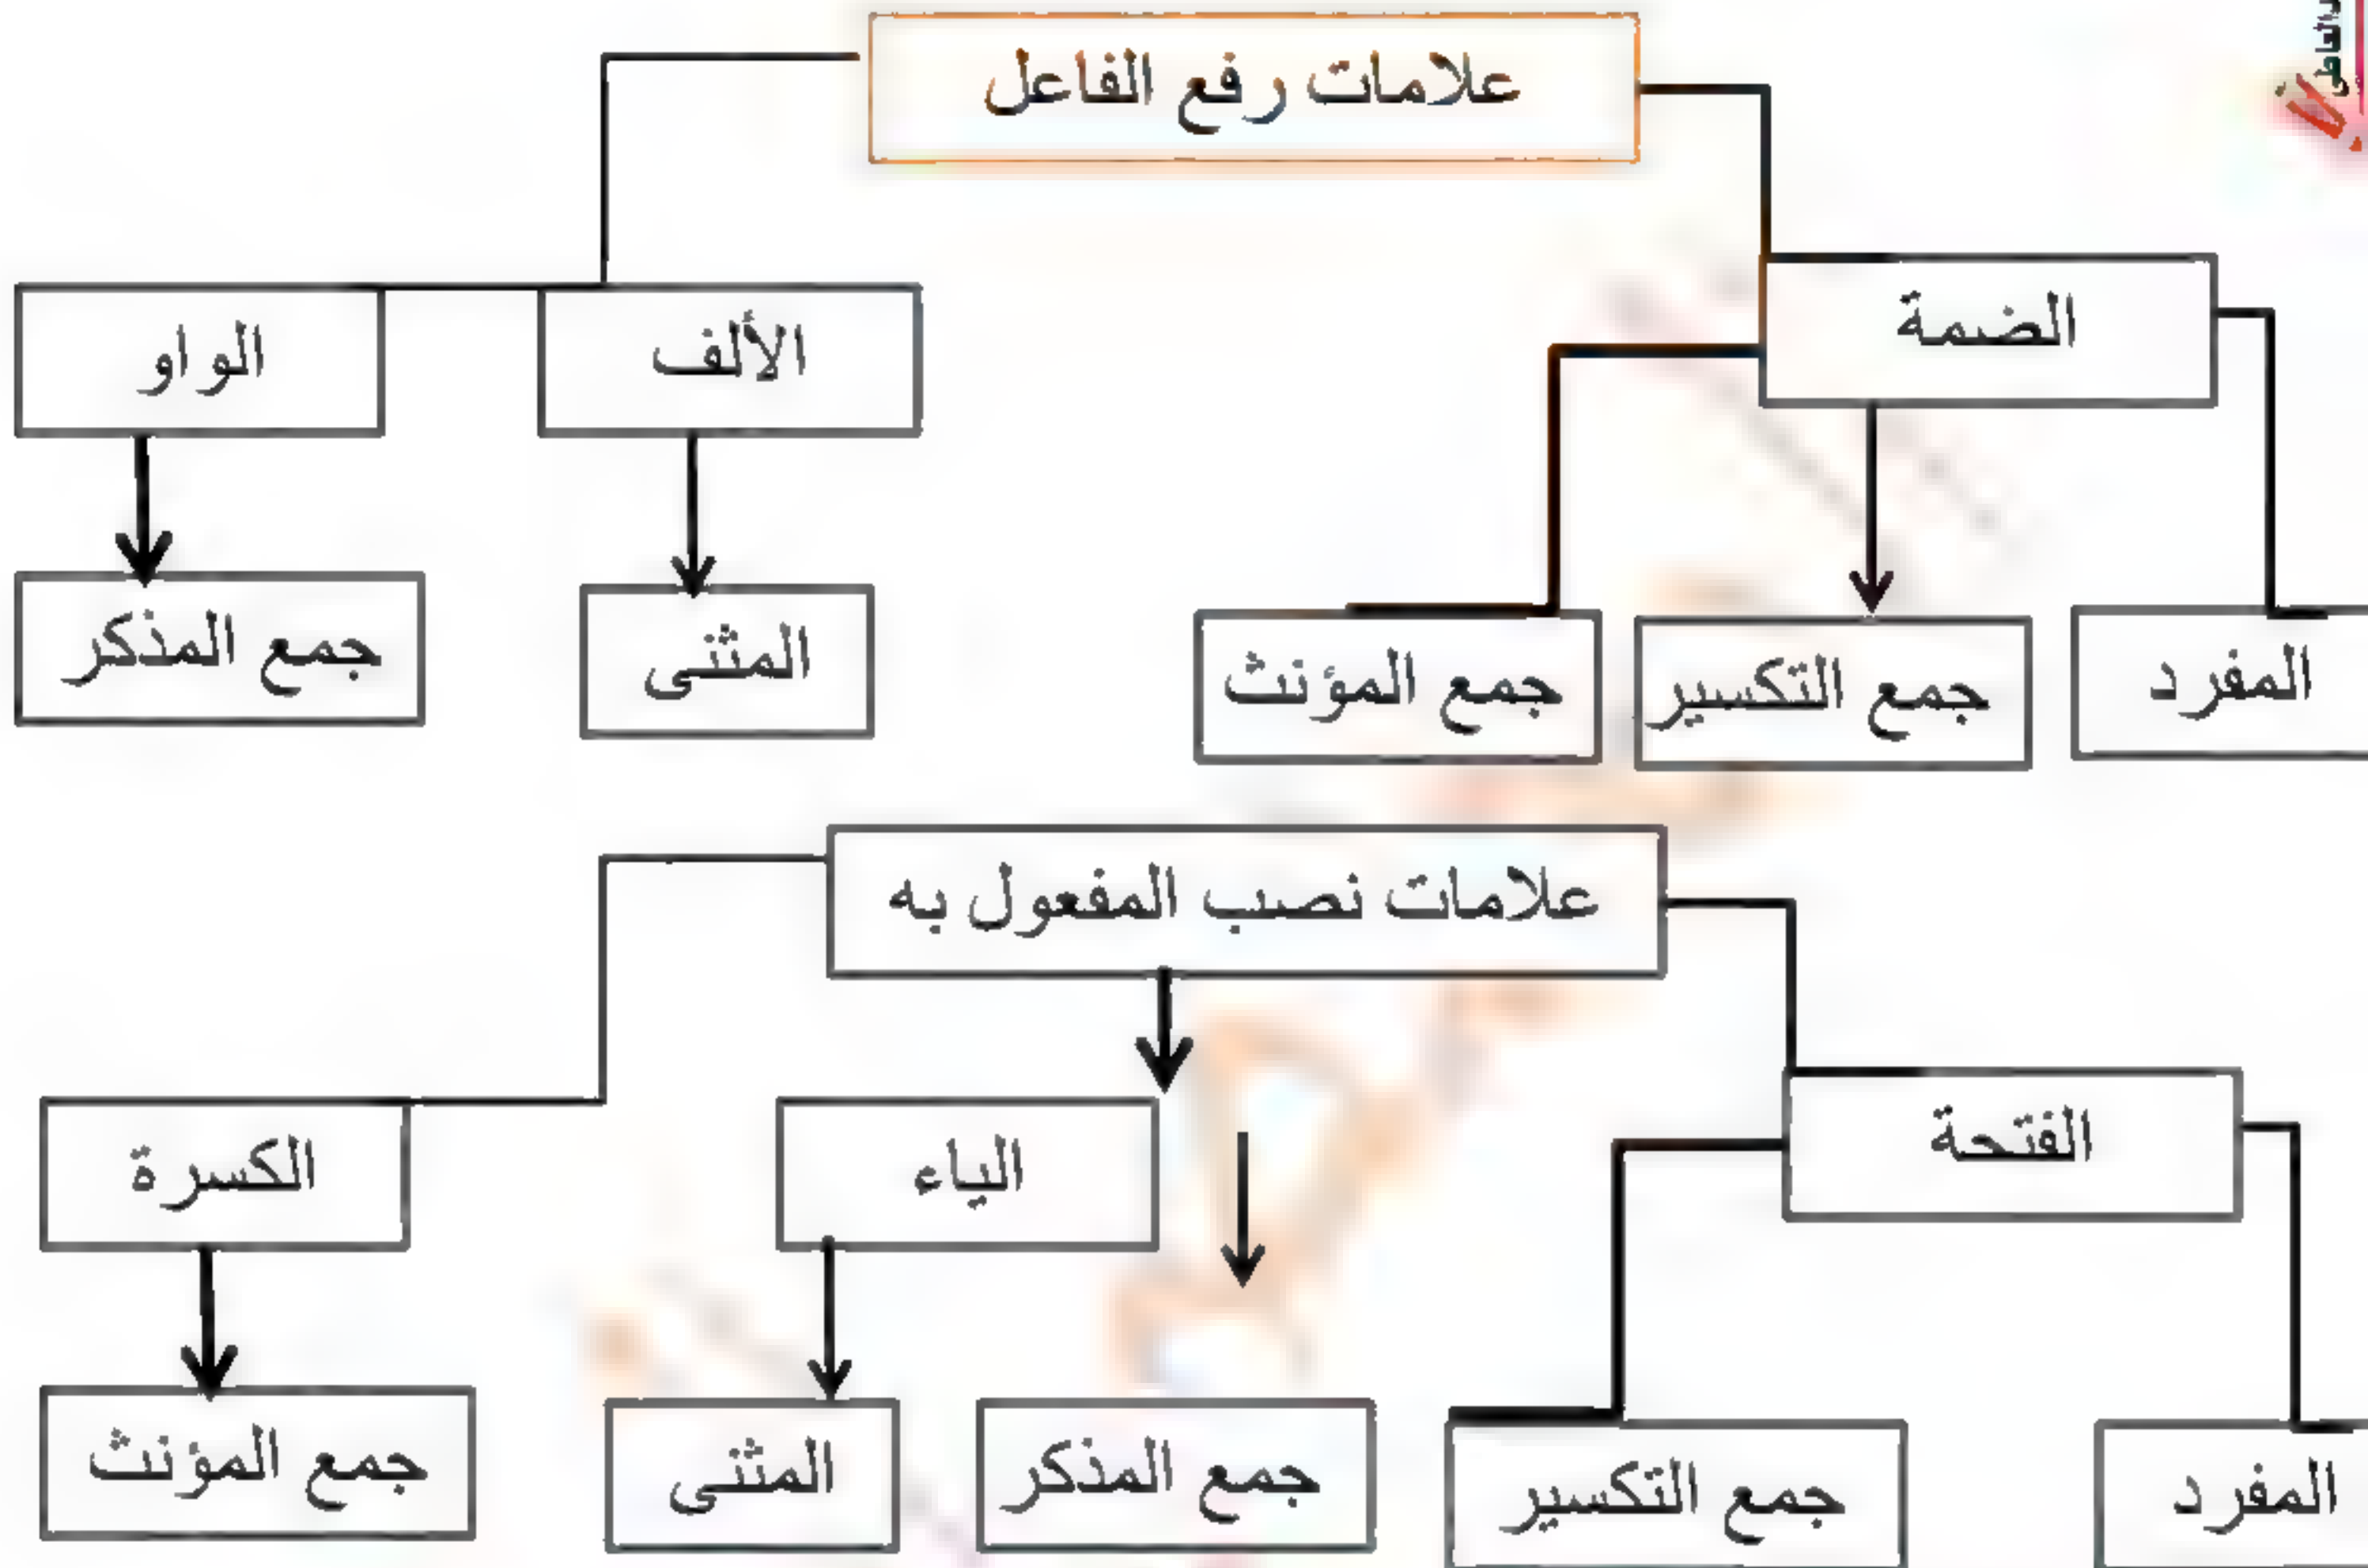 علامات رفع الفاعل
الضمة
الألف
الواو
المفرد
جمع التكسير
جمع المؤنث
المثنى
جمع المذكر
علامات نصب المفعول به
الفتحة
الياء
الكسرة
المفرد
جمع التكسير
جمع المذكر
المثنى
جمع المؤنث